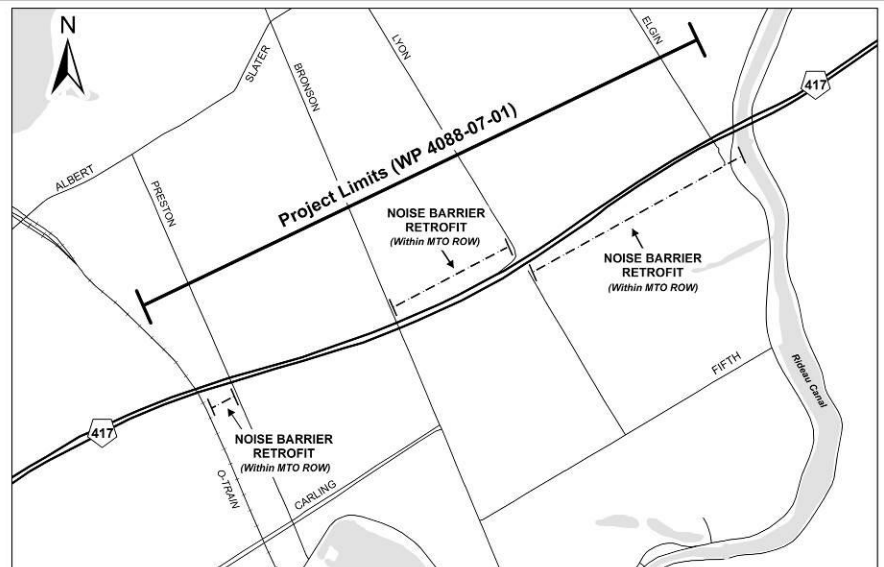 N
ELGIN
LYON
SLATER
BRONSON
417
Project Limits (WP 4088-07-01)
ALBERT
PRESTON
NOISE BARRIER
RETROFIT
(Within MTO ROW)
NOISE BARRIER
RETROFIT
(Within MTO ROW)
FIFTH
Rideau Canal
417
NOISE BARRIER
RETROFIT
(Within MTO ROW)
O-TRAIN
CARLING